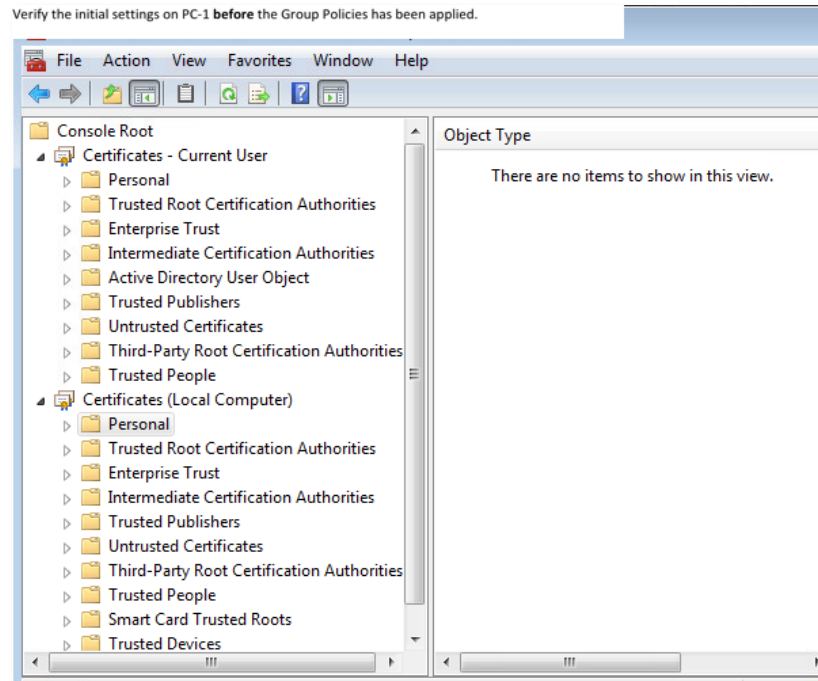 Verify the initial settings on PC-1 before the Group Policies has been applied.
File Action View Favorites Window Help
Console Root
Certificates - Current User
Personal
Trusted Root Certification Authorities
Enterprise Trust
Intermediate Certification Authorities
Active Directory User Object
Trusted Publishers
Untrusted Certificates
Third-Party Root Certification Authorities
Trusted People
Certificates (Local Computer)
Personal
Trusted Root Certification Authorities
Enterprise Trust
Intermediate Certification Authorities
Trusted Publishers
Untrusted Certificates
Third-Party Root Certification Authorities
Trusted People
Smart Card Trusted Roots
Trusted Devices
Object Type
There are no items to show in this view.